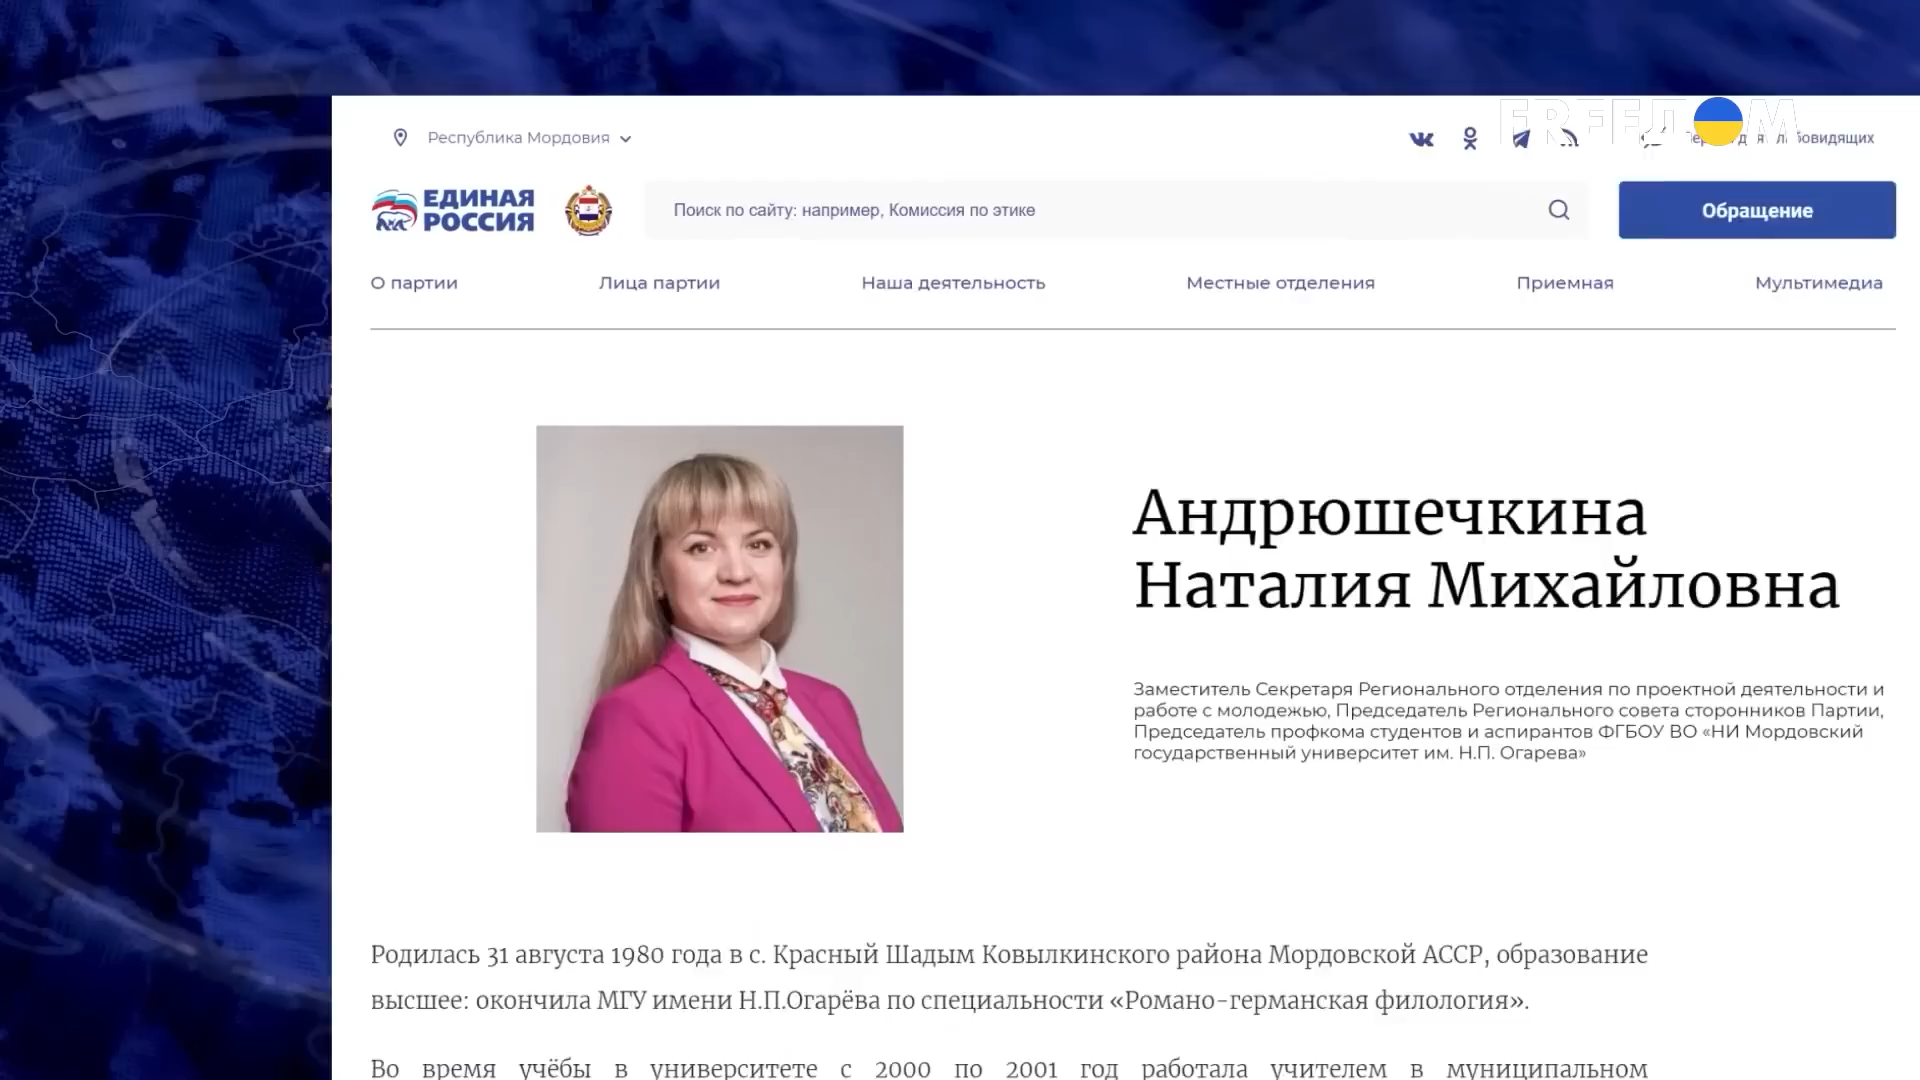 Республика Мордовия
FREEДOM
овидящих
ЕДИНАЯ
РОССИЯ
Поиск по сайту: например, Комиссия по этике
Обращение
О партии
Лица партии
Наша деятельность
Местные отделения
Приемная
Мультимедиа
Андрюшечкина
Наталия Михайловна
Заместитель Секретаря Регионального отделения по проектной деятельности и
работе с молодежью, Председатель Регионального совета сторонников Партии,
Председатель профкома студентов и аспирантов ФГБОУ ВО «НИ Мордовский
государственный университет им. Н.П. Огарева»
Родилась 31 августа 1980 года в с. Красный Шадым Ковылкинского района Мордовской АССР, образование
высшее: окончила МГУ имени Н.П.Огарёва по специальности «Романо-германская филология».
Во время учёбы в университете с 2000 по 2001 год работала учителем в муниципальном